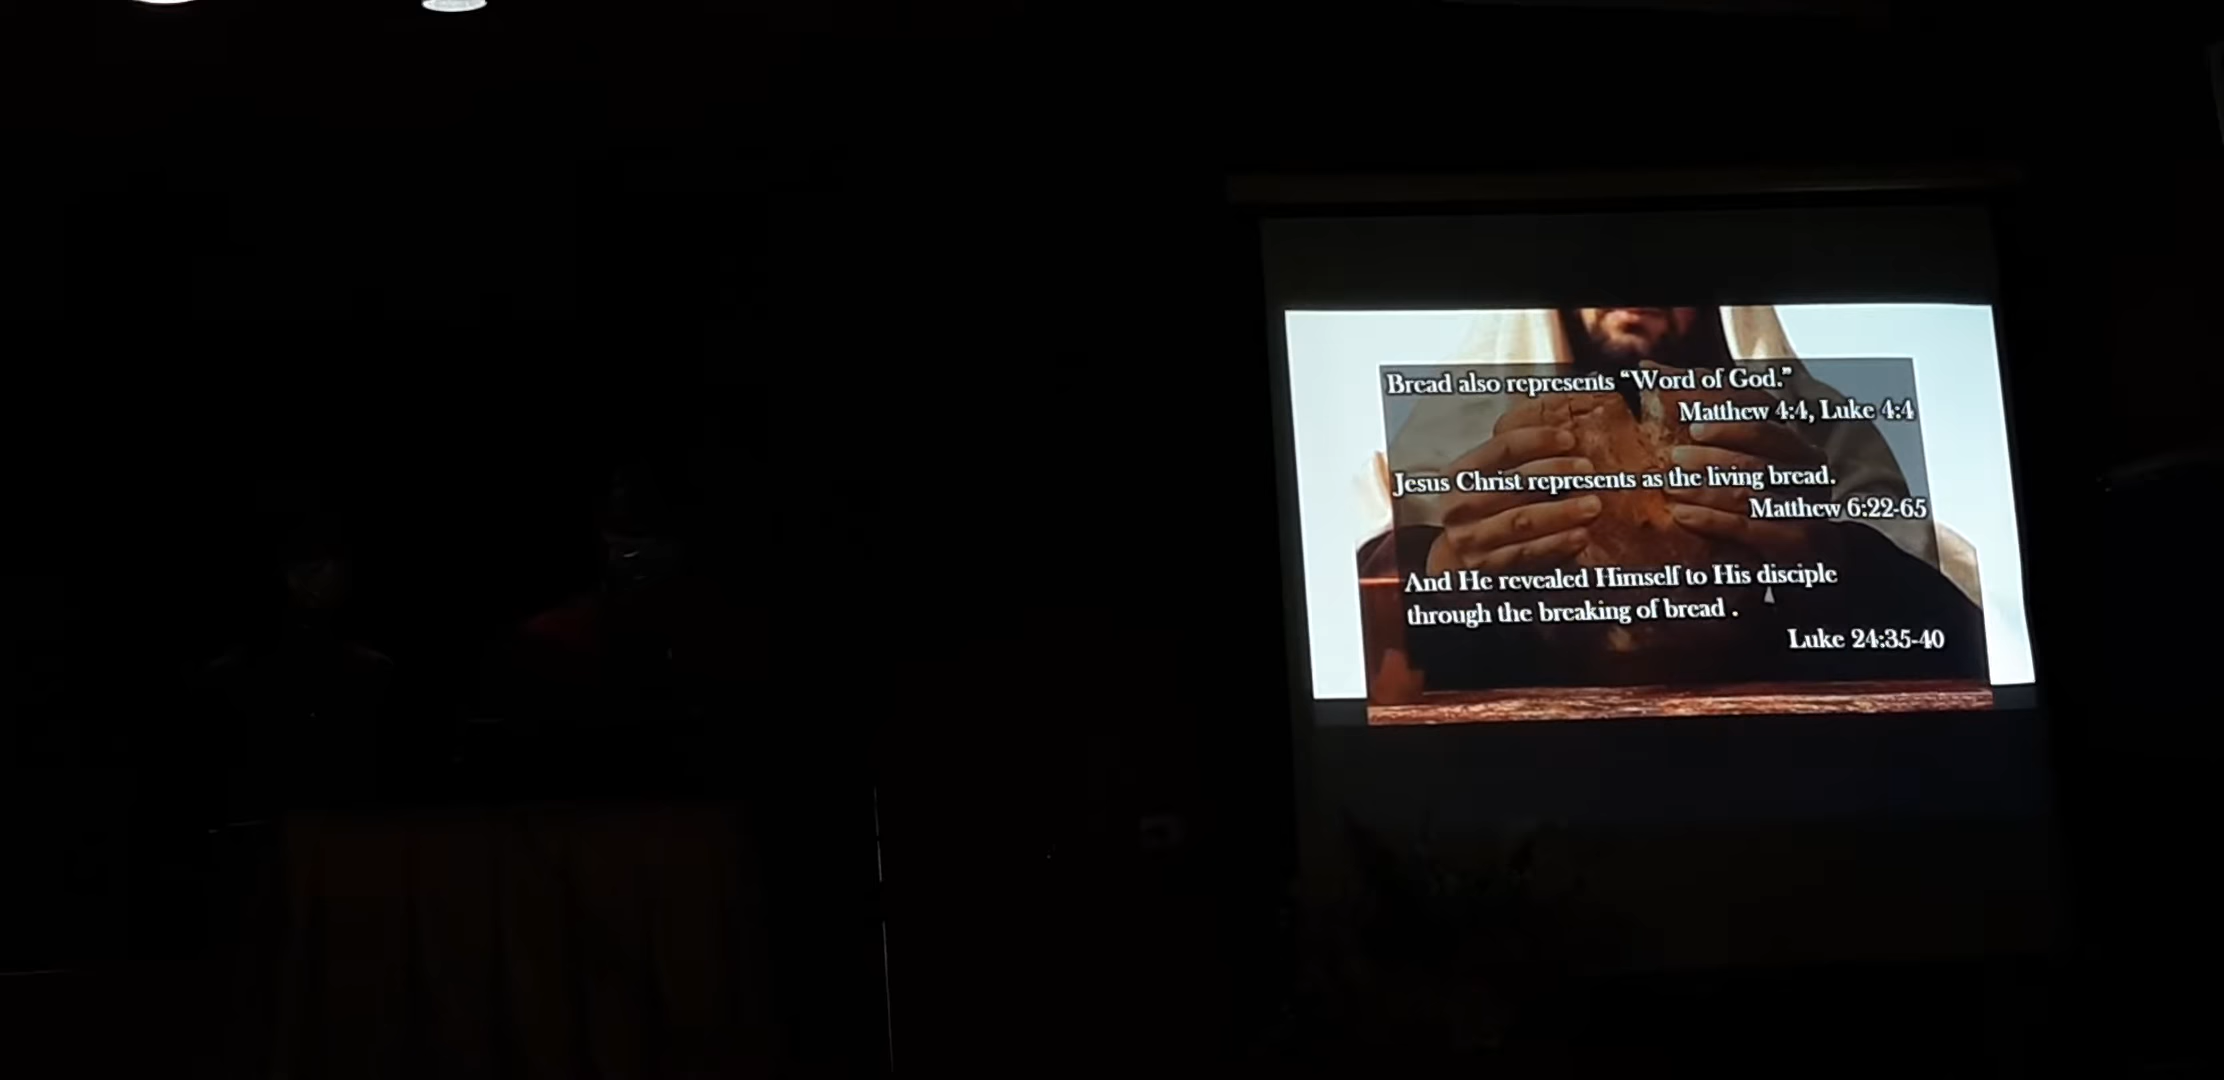 Bread also represents “Word of God.”
Matthew 4:4, Luke 4:4
Jesus Christ represents as the living bread.
Matthew 6:22-65
And He revealed Himself to His disciple
through the breaking of bread .
Luke 24:35-40